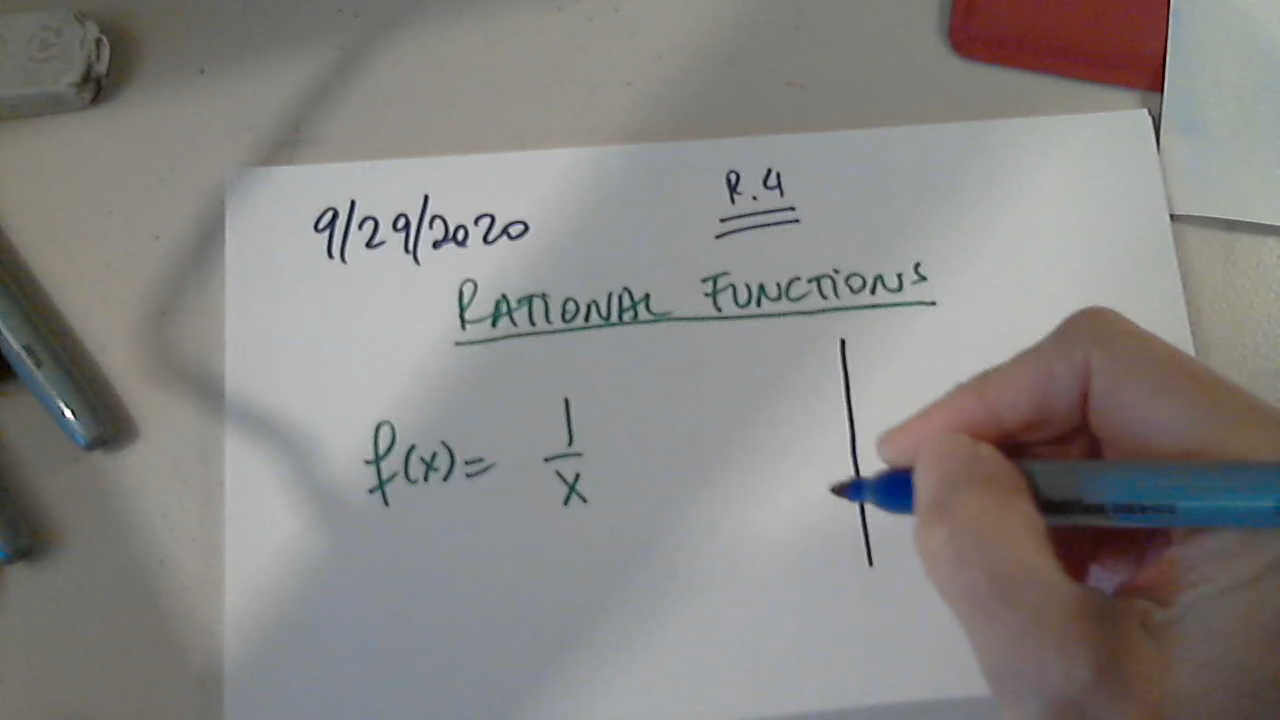 9/29/2020 R.4
RATIONAL FUNCTIONS
f(x) = 1/x